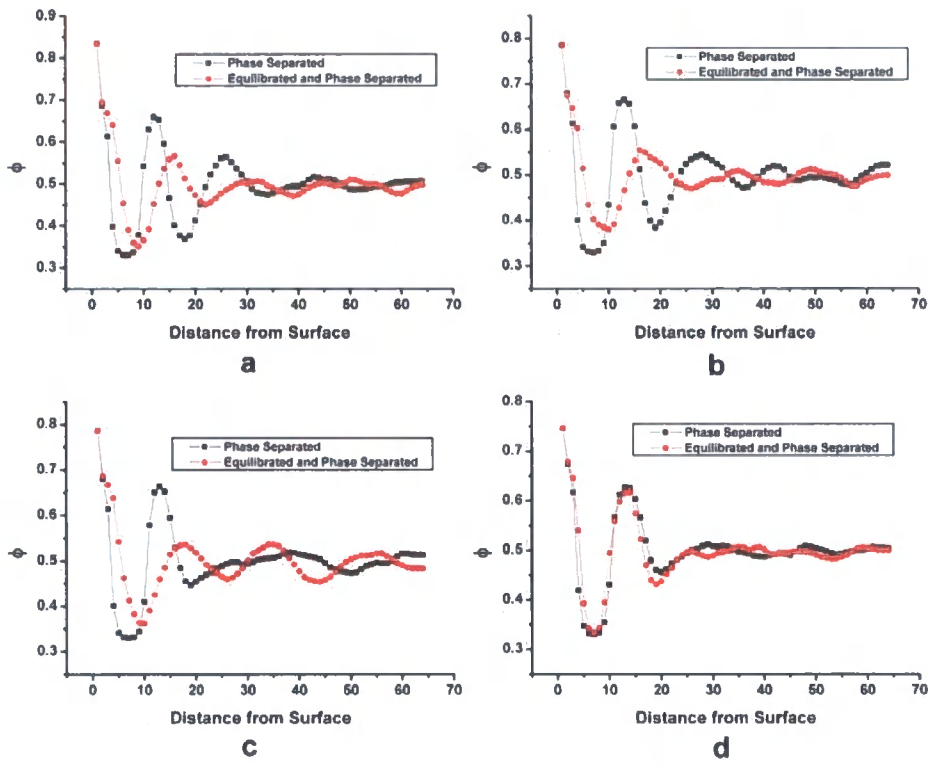 0.9
0.8
0.7
0.6
0.5
0.4
0.3
ϕ
Phase Separated
Equilibrated and Phase Separated
0 10 20 30 40 50 60 70
Distance from Surface
a
0.8
0.7
0.6
0.5
0.4
0.3
ϕ
Phase Separated
Equilibrated and Phase Separated
0 10 20 30 40 50 60 70
Distance from Surface
b
0.8
0.7
0.6
0.5
0.4
0.3
ϕ
Phase Separated
Equilibrated and Phase Separated
0 10 20 30 40 50 60 70
Distance from Surface
c
0.8
0.7
0.6
0.5
0.4
0.3
ϕ
Phase Separated
Equilibrated and Phase Separated
0 10 20 30 40 50 60 70
Distance from Surface
d